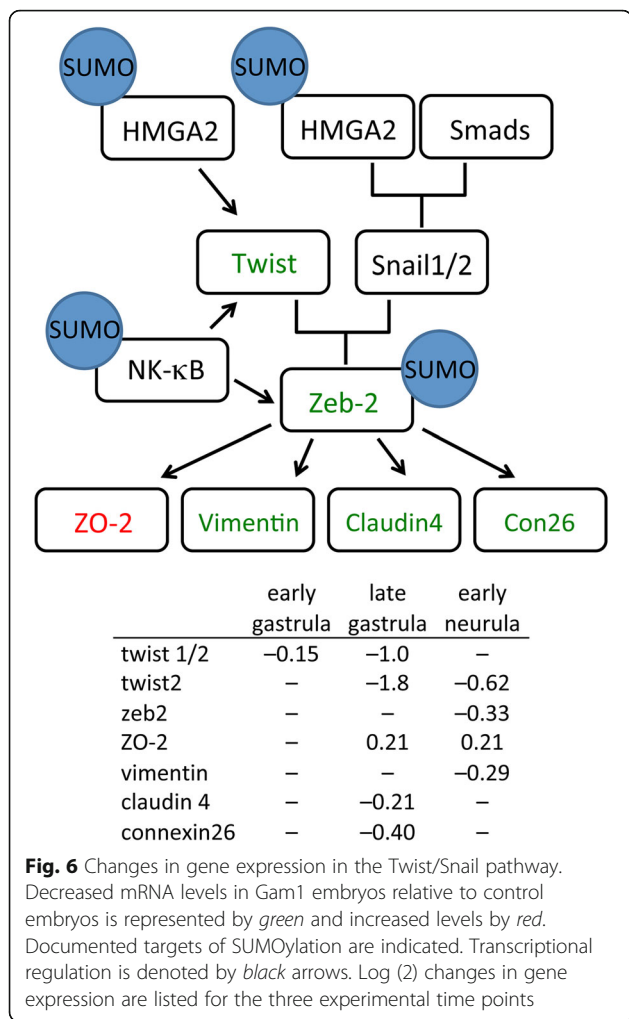 SUMO
SUMO
HMGA2
HMGA2
Smads
Twist
Snail1/2
SUMO
NK-κB
SUMO
Zeb-2
ZO-2
Vimentin
Claudin4
Con26
early late early
gastrula gastrula neurula
twist 1/2 –0.15 –1.0 –
twist2 – –1.8 –0.62
zeb2 – – –0.33
ZO-2 – 0.21 0.21
vimentin – – –0.29
claudin 4 – –0.21 –
connexin26 – –0.40 –
Fig. 6 Changes in gene expression in the Twist/Snail pathway.
Decreased mRNA levels in Gam1 embryos relative to control
embryos is represented by green and increased levels by red.
Documented targets of SUMOylation are indicated. Transcriptional
regulation is denoted by black arrows. Log (2) changes in gene
expression are listed for the three experimental time points